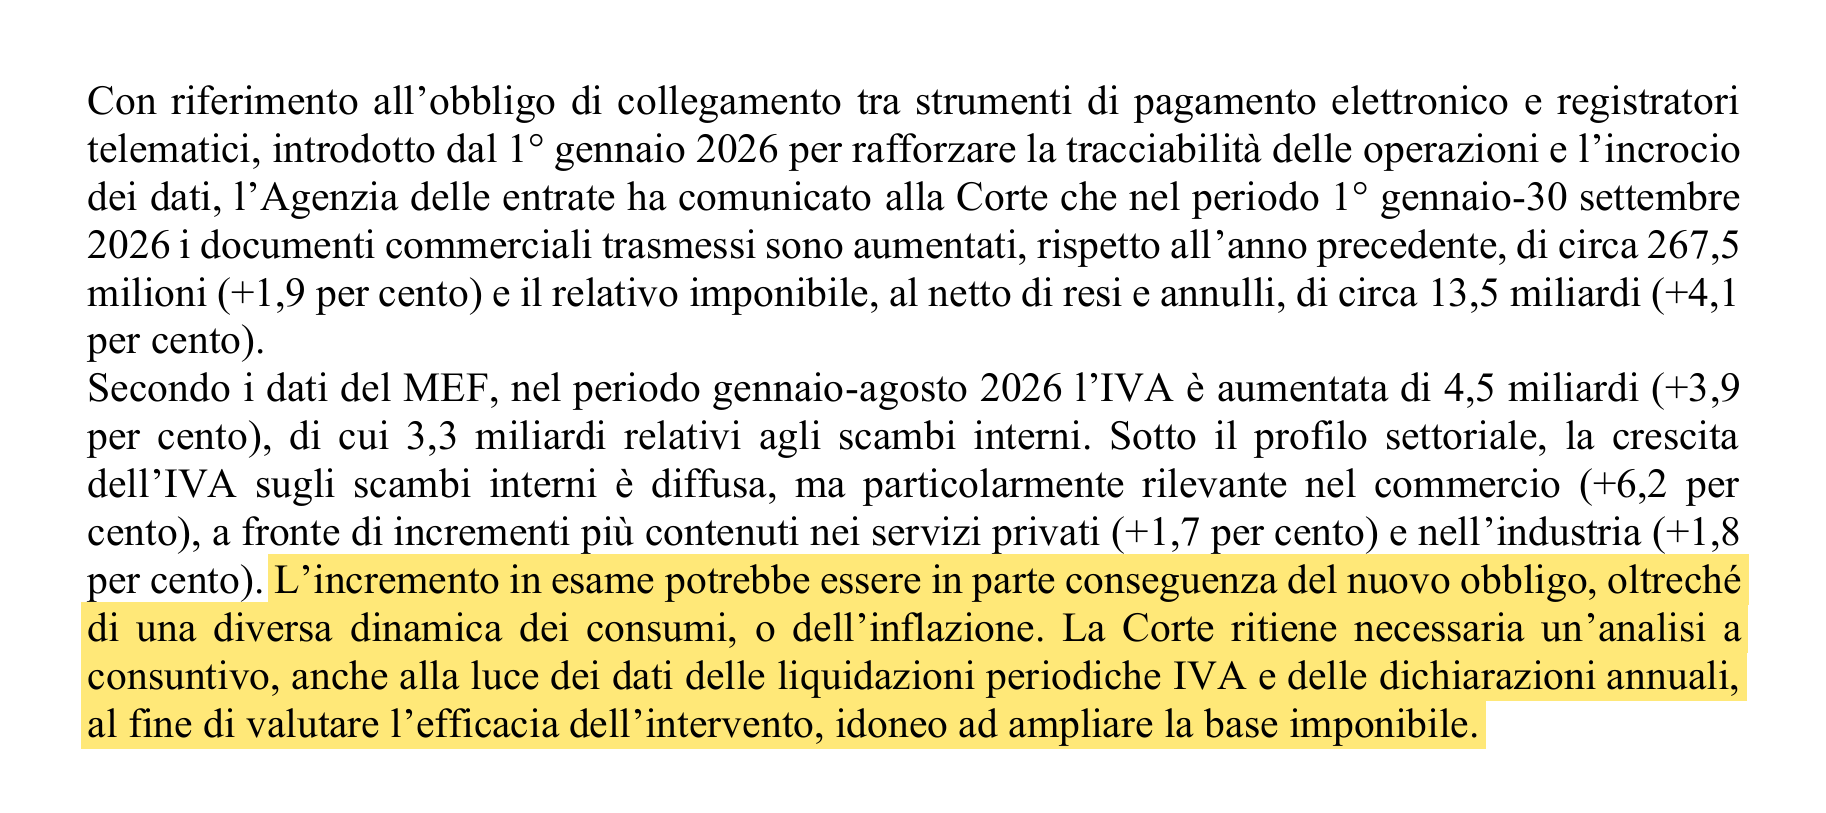 Con riferimento all’obbligo di collegamento tra strumenti di pagamento elettronico e registratori
telematici, introdotto dal 1° gennaio 2026 per rafforzare la tracciabilità delle operazioni e l’incrocio
dei dati, l’Agenzia delle entrate ha comunicato alla Corte che nel periodo 1° gennaio-30 settembre
2026 i documenti commerciali trasmessi sono aumentati, rispetto all’anno precedente, di circa 267,5
milioni (+1,9 per cento) e il relativo imponibile, al netto di resi e annulli, di circa 13,5 miliardi (+4,1
per cento).
Secondo i dati del MEF, nel periodo gennaio-agosto 2026 l’IVA è aumentata di 4,5 miliardi (+3,9
per cento), di cui 3,3 miliardi relativi agli scambi interni. Sotto il profilo settoriale, la crescita
dell’IVA sugli scambi interni è diffusa, ma particolarmente rilevante nel commercio (+6,2 per
cento), a fronte di incrementi più contenuti nei servizi privati (+1,7 per cento) e nell’industria (+1,8
per cento). L’incremento in esame potrebbe essere in parte conseguenza del nuovo obbligo, oltreché
di una diversa dinamica dei consumi, o dell’inflazione. La Corte ritiene necessaria un’analisi a
consuntivo, anche alla luce dei dati delle liquidazioni periodiche IVA e delle dichiarazioni annuali,
al fine di valutare l’efficacia dell’intervento, idoneo ad ampliare la base imponibile.